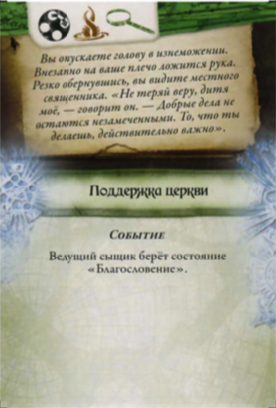 Вы опускаете голову в изнеможении.
Внезапно на ваше плечо ложится рука.
Резко обернувшись, вы видите местного
священника. «Не теряй веру, дитя
моё, — говорит он. — Добрые дела не
остаются незамеченными. То, что ты
делаешь, действительно важно».
Поддержка церкви
Событие
Ведущий сыщик берёт состояние
«Благословение».